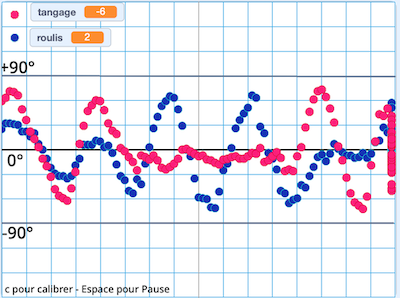 tangage -6
roulis 2
+90°
0°
-90°
c pour calibrer - Espace pour Pause